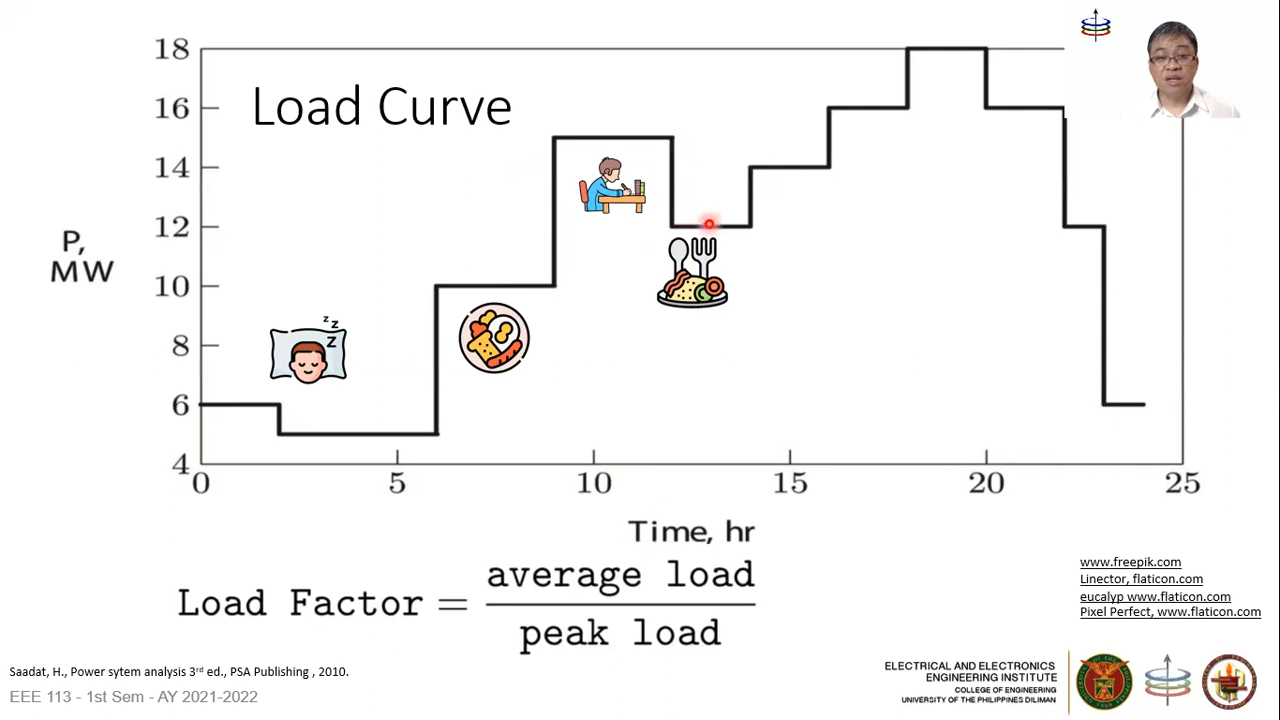 Load Curve
18
16
14
12
10
8
6
4
P,
MW
z z
z
0 5 10 15 20 25
Time, hr
Load Factor = average load
peak load
www.freepik.com
Linector, flaticon.com
eucalyp www.flaticon.com
Pixel Perfect, www.flaticon.com
Saadat, H., Power sytem analysis 3rd ed., PSA Publishing , 2010.
EEE 113 - 1st Sem - AY 2021-2022
ELECTRICAL AND ELECTRONICS
ENGINEERING INSTITUTE
COLLEGE OF ENGINEERING
UNIVERSITY OF THE PHILIPPINES DILIMAN